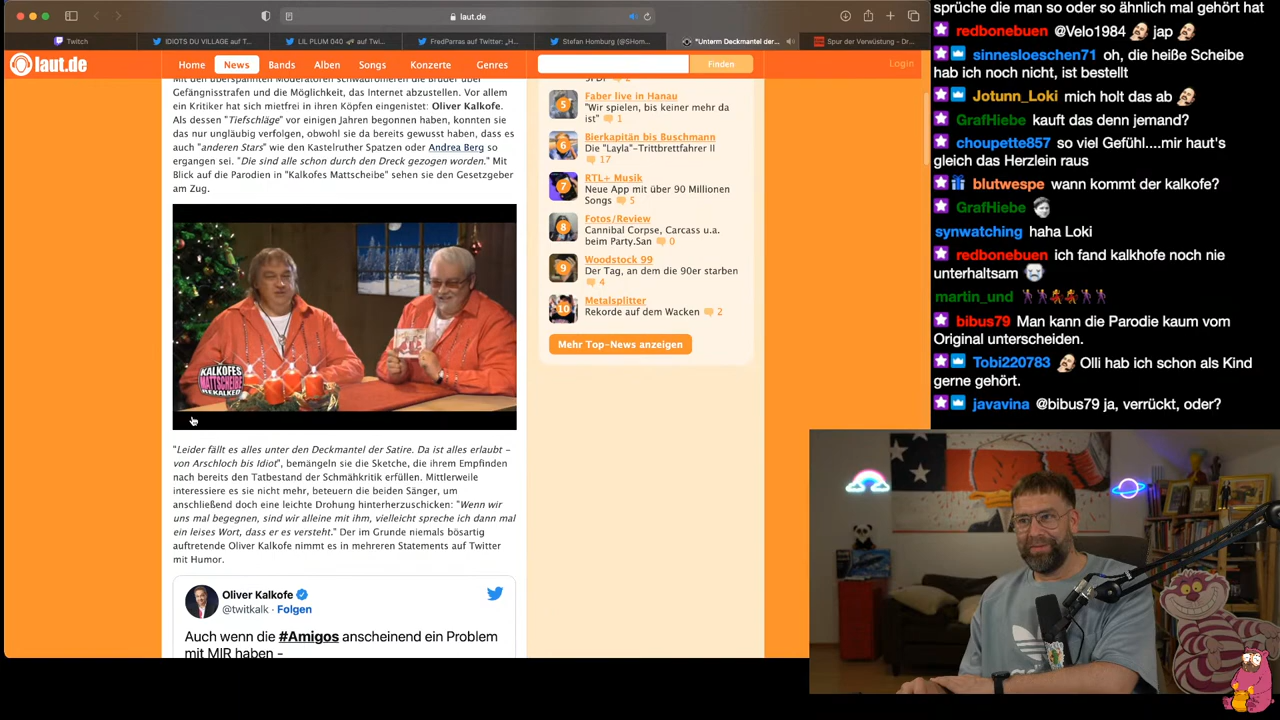 laut.de
Twitch
IDIOTS DU VILLAGE auf T...
LIL PLUM 040 🛹 auf Twi...
FredParras auf Twitter: „H...
Stefan Homburg (@SHom...
"Unterm Deckmantel der...
Spur der Verwüstung - Dr...
laut.de
Home News Bands Alben Songs Konzerte Genres
Finden
Login
Mit den überspannten Moderatoren schwadronieren die Brüder über
Gefängnisstrafen und die Möglichkeit, das Internet abzustellen. Vor allem
ein Kritiker hat sich mietfrei in ihren Köpfen eingenistet: Oliver Kalkofe.
Als dessen "Tiefschläge" vor einigen Jahren begonnen haben, konnten sie
das nur ungläubig verfolgen, obwohl sie da bereits gewusst haben, dass es
auch "anderen Stars" wie den Kastelruther Spatzen oder Andrea Berg so
ergangen sei. "Die sind alle schon durch den Dreck gezogen worden." Mit
Blick auf die Parodien in "Kalkofes Mattscheibe" sehen sie den Gesetzgeber
am Zug.
KALKOFES
MATTSCHEIBE
REKALKED
"Leider fällt es alles unter den Deckmantel der Satire. Da ist alles erlaubt –
von Arschloch bis Idiot", bemängeln sie die Sketche, die ihrem Empfinden
nach bereits den Tatbestand der Schmähkritik erfüllen. Mittlerweile
interessiere es sie nicht mehr, beteuern die beiden Sänger, um
anschließend doch eine leichte Drohung hinterherzuschicken: "Wenn wir
uns mal begegnen, sind wir alleine mit ihm, vielleicht spreche ich dann mal
ein leises Wort, dass er es versteht." Der im Grunde niemals bösartig
auftretende Oliver Kalkofe nimmt es in mehreren Statements auf Twitter
mit Humor.
Oliver Kalkofe
@twitkalk · Folgen
Auch wenn die #Amigos anscheinend ein Problem
mit MIR haben -
5
Faber live in Hanau
"Wir spielen, bis keiner mehr da
ist" 1
6
Bierkapitän bis Buschmann
Die "Layla"-Trittbrettfahrer II
17
7
RTL+ Musik
Neue App mit über 90 Millionen
Songs 5
8
Fotos/Review
Cannibal Corpse, Carcass u.a.
beim Party.San 0
9
Woodstock 99
Der Tag, an dem die 90er starben
4
10
Metalsplitter
Rekorde auf dem Wacken 2
Mehr Top-News anzeigen
sprüche die man so oder so ähnlich mal gehört hat
redbonebuen @Velo1984 jap
sinnesloeschen71 oh, die heiße Scheibe
hab ich noch nicht, ist bestellt
Jotunn_Loki mich holt das ab
GrafHiebe kauft das denn jemand?
choupette857 so viel Gefühl....mir haut's
gleich das Herzlein raus
blutwespe wann kommt der kalkofe?
GrafHiebe
synwatching haha Loki
redbonebuen ich fand kalkhofe noch nie
unterhaltsam
martin_und
bibus79 Man kann die Parodie kaum vom
Original unterscheiden.
Tobi220783 Olli hab ich schon als Kind
gerne gehört.
javavina @bibus79 ja, verrückt, oder?